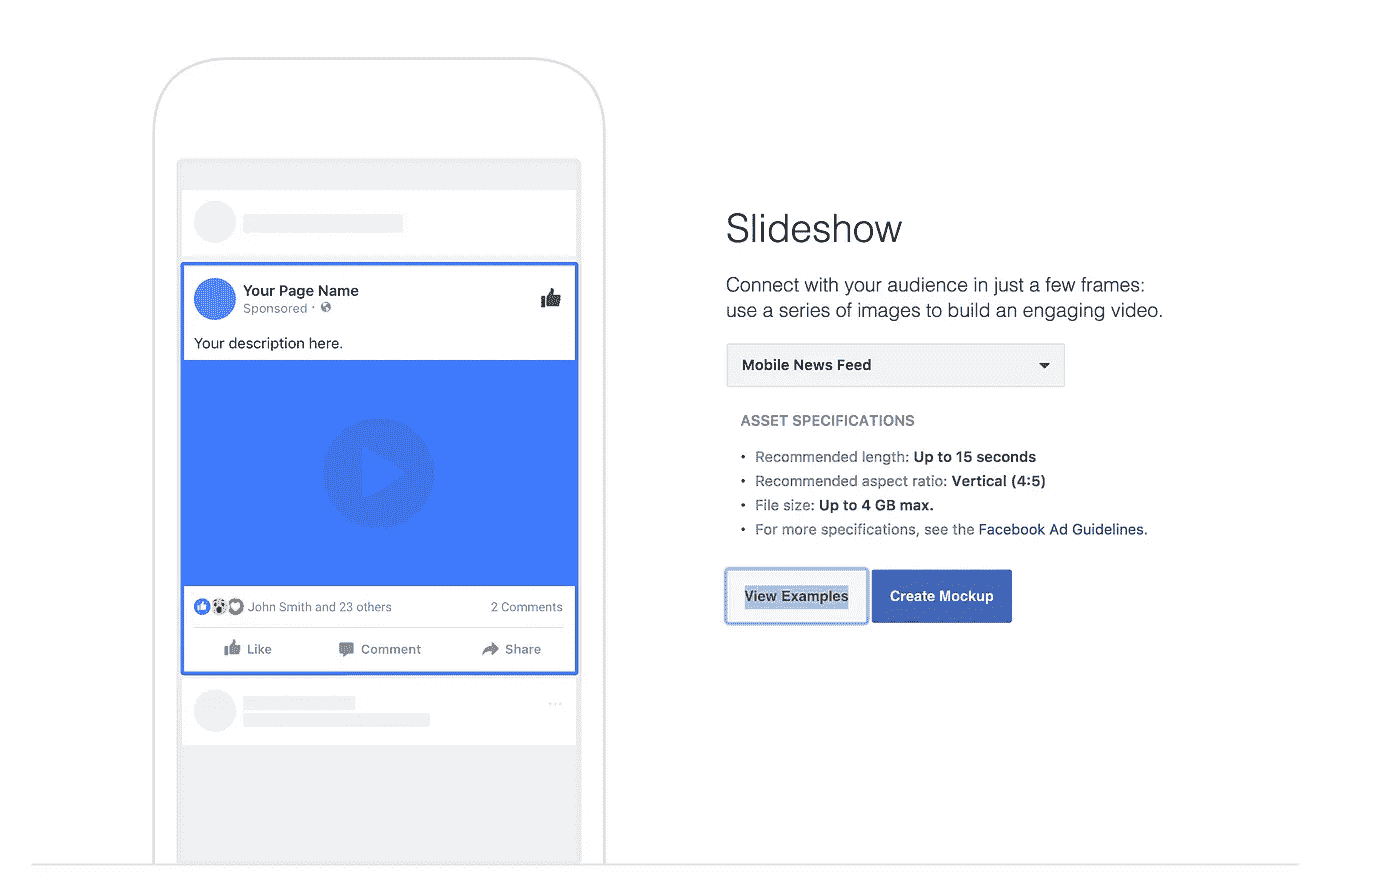 Your Page Name
Sponsored ·
Your description here.
John Smith and 23 others
2 Comments
Like
Comment
Share
Slideshow
Connect with your audience in just a few frames:
use a series of images to build an engaging video.
Mobile News Feed
ASSET SPECIFICATIONS
• Recommended length: Up to 15 seconds
• Recommended aspect ratio: Vertical (4:5)
• File size: Up to 4 GB max.
• For more specifications, see the Facebook Ad Guidelines.
View Examples
Create Mockup